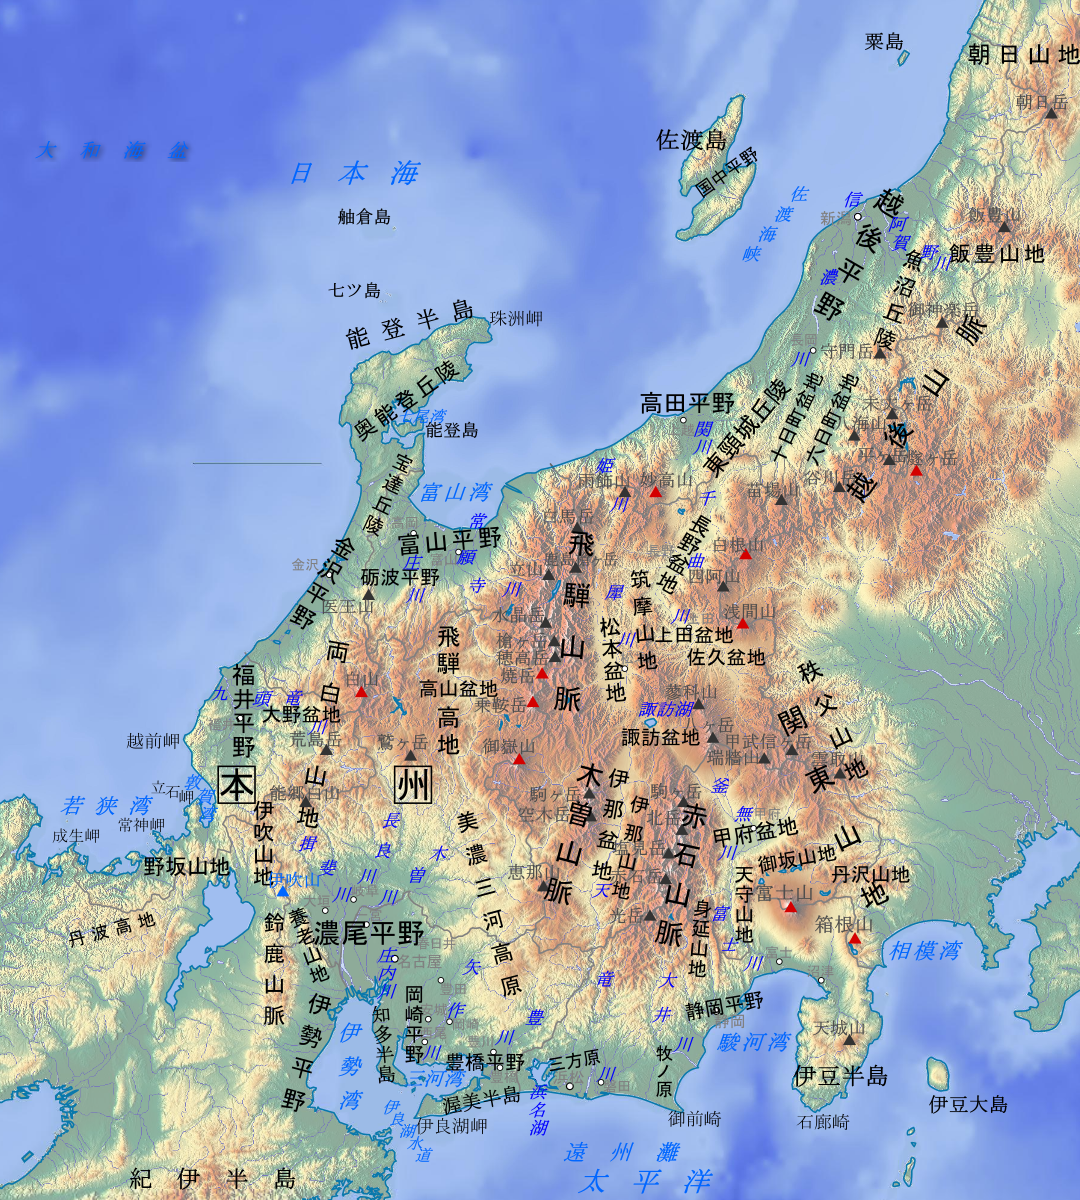 粟島
朝日山地
朝日岳
佐渡島
国中平野
大和海盆
日本海
佐渡海峡
舳倉島
七ツ島
能登半島
珠洲岬
奥能登丘陵
七尾湾
能登島
宝達丘陵
富山湾
新潟
信濃川
越後平野
阿賀野川
飯豊山
飯豊山地
魚沼丘陵
御神楽岳
長岡
守門岳
越後山脈
高田平野
関川
東頸城丘陵
十日町盆地
六日町盆地
未丈ヶ岳
平ヶ岳
燧ヶ岳
谷川岳
苗場山
姫川
雨飾山
妙高山
千曲川
長野盆地
白根山
四阿山
浅間山
白馬岳
飛騨山脈
立山
水晶岳
槍ヶ岳
穂高岳
焼岳
乗鞍岳
御嶽山
犀川
筑摩山地
松本盆地
上田盆地
佐久盆地
蓼科山
諏訪湖
諏訪盆地
高岡
富山平野
常願寺川
庄川
砺波平野
金沢
金沢平野
医王山
両白山地
白山
飛騨高地
高山盆地
福井平野
九頭竜川
大野盆地
荒島岳
鷲ヶ岳
能郷白山
越前岬
立石岬
敦賀湾
若狭湾
常神岬
成生岬
本州
伊吹山地
伊吹山
野坂山地
丹波高地
揖斐川
長良川
木曽川
美濃三河高原
恵那山
駒ヶ岳
空木岳
木曽山脈
伊那盆地
伊那山地
天竜川
駒ヶ岳
北岳
赤石岳
光岳
赤石山脈
甲武信ヶ岳
瑞牆山
秩父山地
関東山地
釜無川
甲府盆地
御坂山地
丹沢山地
天守山地
富士山
箱根山
身延山地
富士川
富士
沼津
相模湾
岐阜
養老山地
濃尾平野
春日井
名古屋
豊田
鈴鹿山脈
伊勢平野
庄内川
知多半島
岡崎平野
矢作川
豊川
豊橋平野
三河湾
渥美半島
伊良湖岬
伊良湖水道
伊勢湾
三方原
浜松
磐田
浜名湖
大井川
牧ノ原
静岡平野
静岡
御前崎
駿河湾
天城山
伊豆半島
石廊崎
伊豆大島
遠州灘
太平洋
紀伊半島